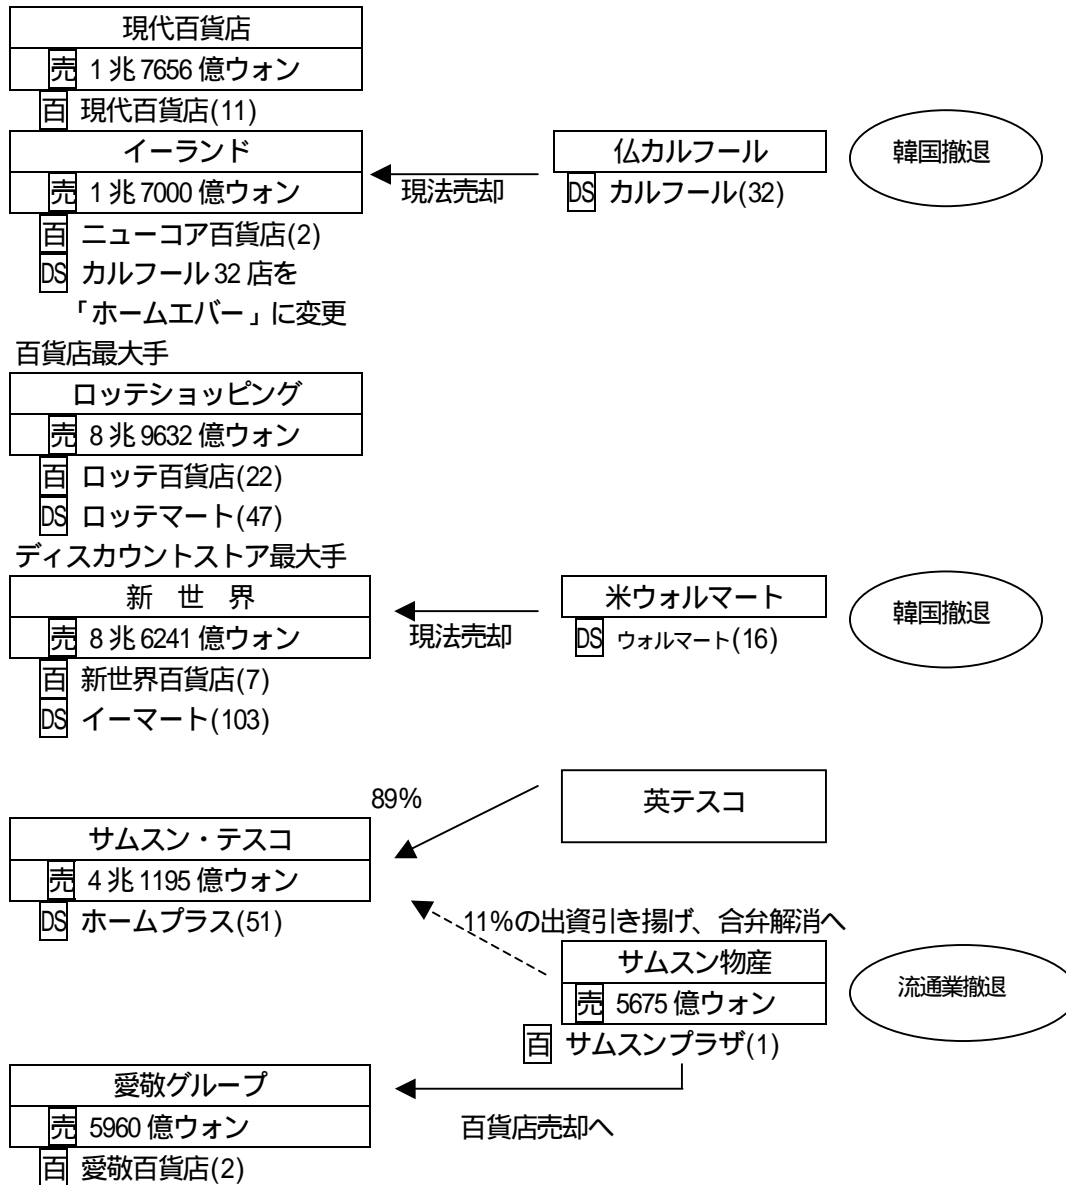 現代百貨店
売 1兆7656億ウォン
百 現代百貨店(11)
イーランド
売 1兆7000億ウォン
現法売却
仏カルフール
DS カルフール(32)
韓国撤退
百 ニューコア百貨店(2)
DS カルフール32店を
「ホームエバー」に変更
百貨店最大手
ロッテショッピング
売 8兆9632億ウォン
百 ロッテ百貨店(22)
DS ロッテマート(47)
ディスカウントストア最大手
新 世 界
売 8兆6241億ウォン
現法売却
米ウォルマート
DS ウォルマート(16)
韓国撤退
百 新世界百貨店(7)
DS イーマート(103)
89%
英テスコ
サムスン・テスコ
売 4兆1195億ウォン
DS ホームプラス(51)
11%の出資引き揚げ、合弁解消へ
サムスン物産
売 5675億ウォン
百 サムスンプラザ(1)
流通業撤退
愛敬グループ
売 5960億ウォン
百貨店売却へ
百 愛敬百貨店(2)